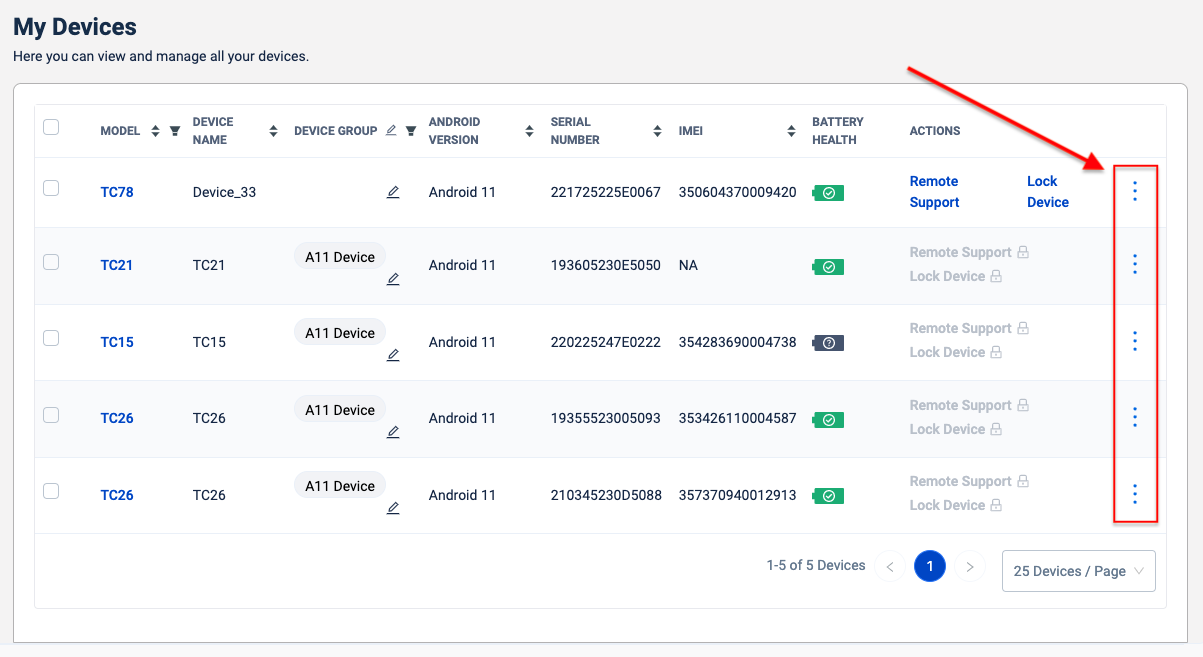 My Devices
Here you can view and manage all your devices.
MODEL DEVICE NAME DEVICE GROUP ANDROID VERSION SERIAL NUMBER IMEI BATTERY HEALTH ACTIONS
TC78 Device_33 Android 11 221725225E0067 350604370009420 Remote Support Lock Device
TC21 TC21 A11 Device Android 11 193605230E5050 NA Remote Support Lock Device
TC15 TC15 A11 Device Android 11 220225247E0222 354283690004738 Remote Support Lock Device
TC26 TC26 A11 Device Android 11 19355523005093 353426110004587 Remote Support Lock Device
TC26 TC26 A11 Device Android 11 210345230D5088 357370940012913 Remote Support Lock Device
1-5 of 5 Devices < 1 > 25 Devices / Page